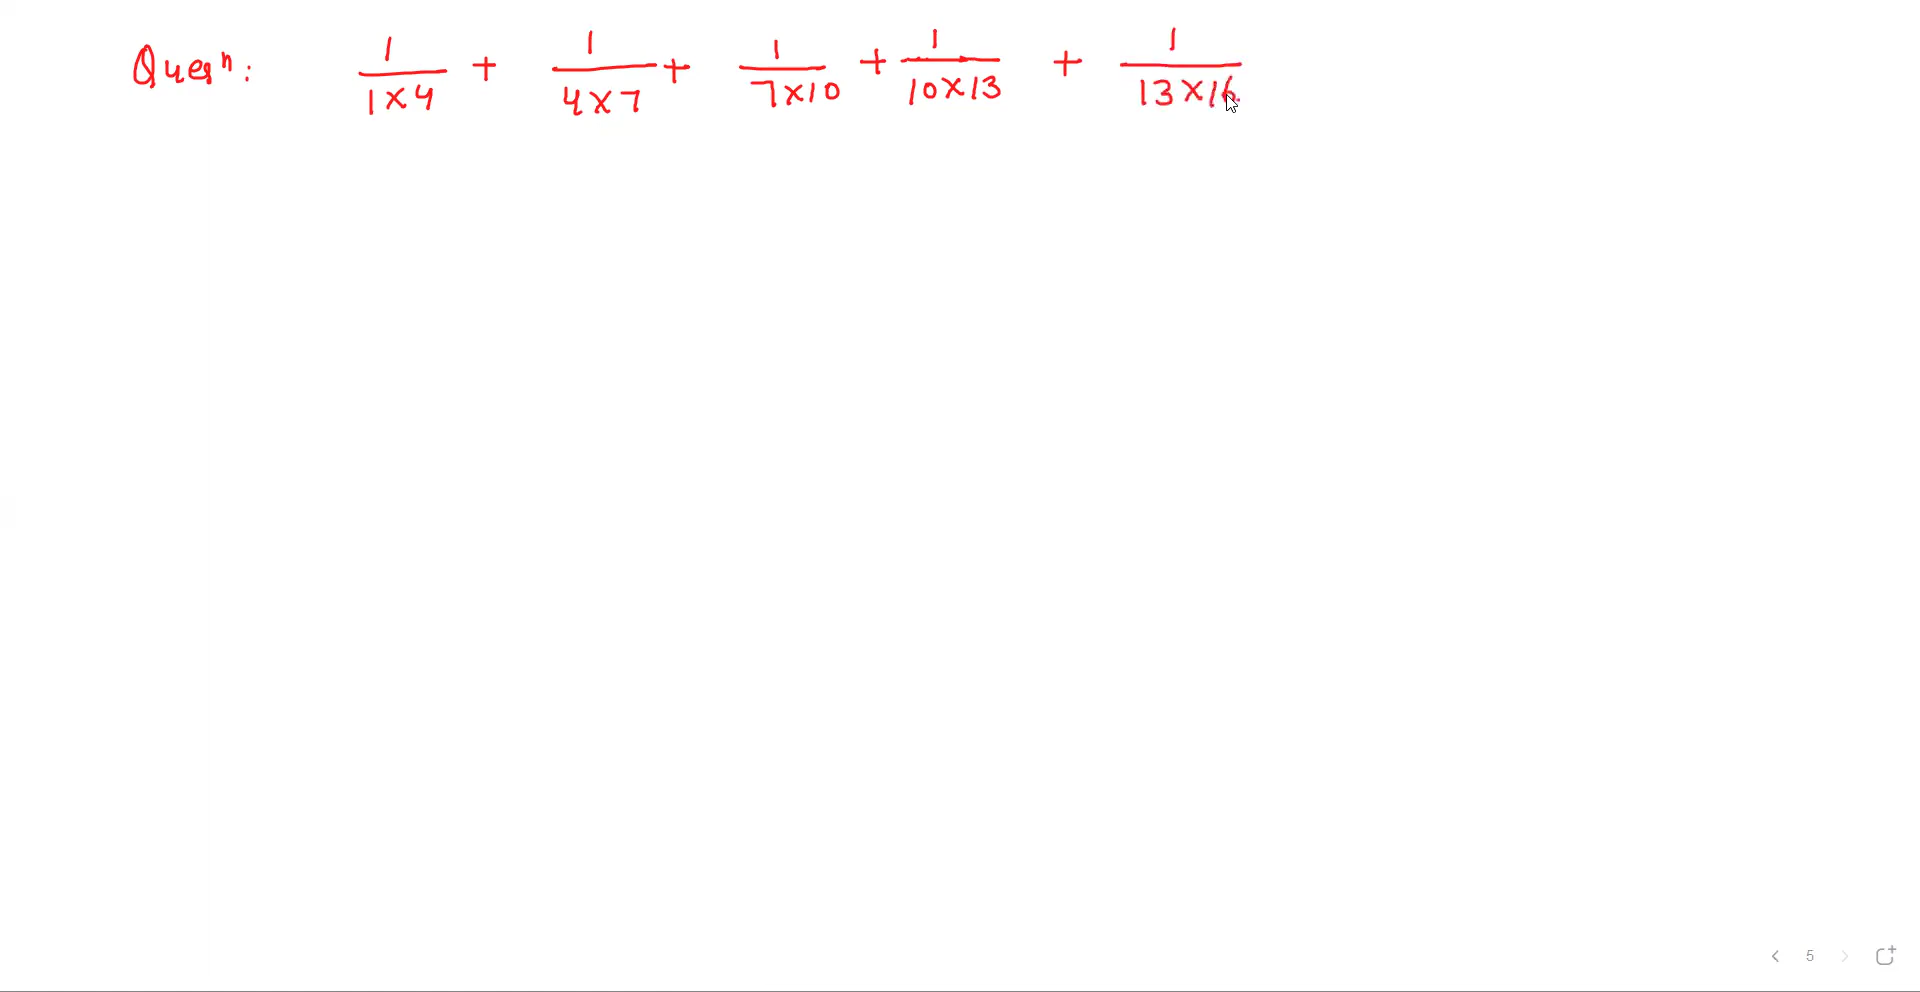 Quesⁿ: 1/(1×4) + 1/(4×7) + 1/(7×10) + 1/(10×13) + 1/(13×16)
5